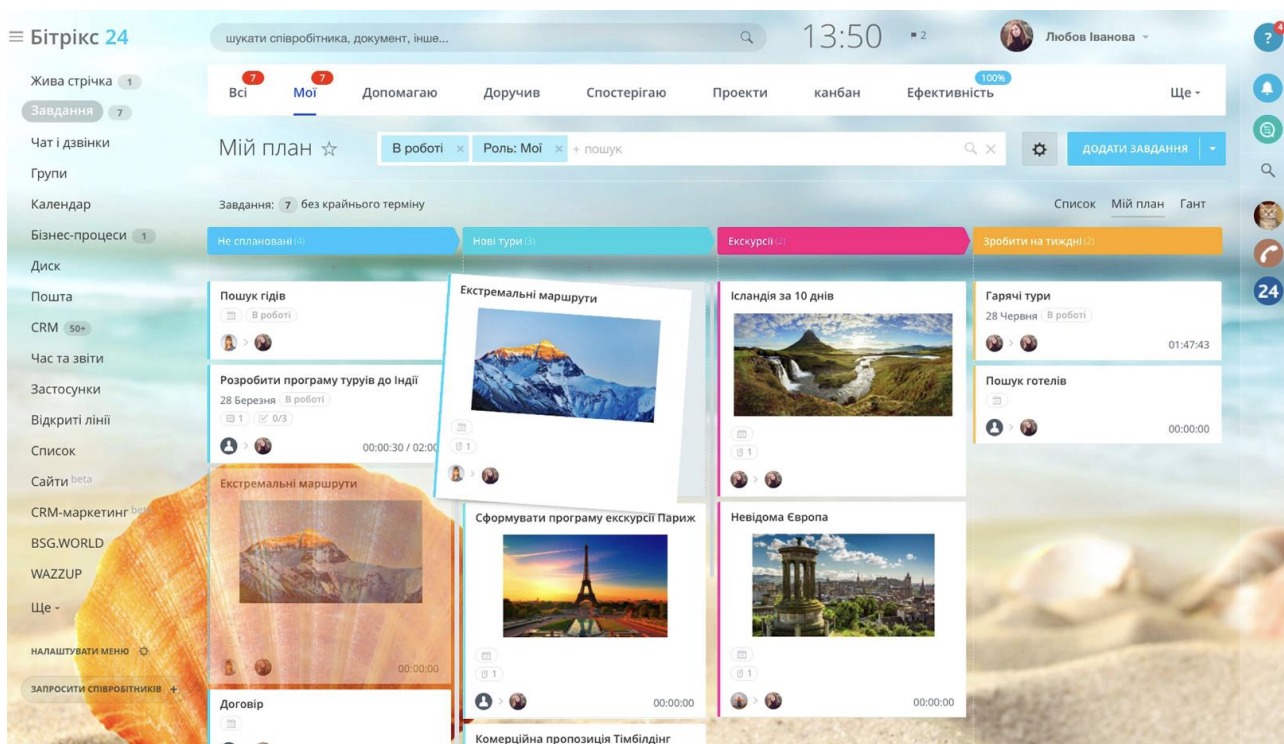 Бітрікс 24
шукати співробітника, документ, інше...
13:50
2
Любов Іванова
?
4
Жива стрічка 1
Завдання 7
Чат і дзвінки
Групи
Календар
Бізнес-процеси 1
Диск
Пошта
CRM 50+
Час та звіти
Застосунки
Відкриті лінії
Список
Сайти beta
CRM-маркетинг
BSG.WORLD
WAZZUP
Ще
НАЛАШТУВАТИ МЕНЮ
ЗАПРОСИТИ СПІВРОБІТНИКІВ +
7 7 100%
Всі Мої Допомагаю Доручив Спостерігаю Проекти канбан Ефективність Ще
Мій план
В роботі × Роль: Мої × + пошук
ДОДАТИ ЗАВДАННЯ
Завдання: 7 без крайнього терміну
Список Мій план Гант
Не сплановані (4)
Пошук гідів
В роботі
Розробити програму туруів до Індії
28 Березня В роботі
1 0/3
00:00:30 / 02:00
Екстремальні маршрути
00:00:00
Договір
Нові тури (3)
Екстремальні маршрути
1
Сформувати програму екскурсії Париж
1
00:00:00
Комерційна пропозиція Тімбілдінг
Екскурсії (2)
Ісландія за 10 днів
1
Невідома Європа
1
00:00:00
Зробити на тиждні (2)
Гарячі тури
28 Червня В роботі
01:47:43
Пошук готелів
00:00:00
24